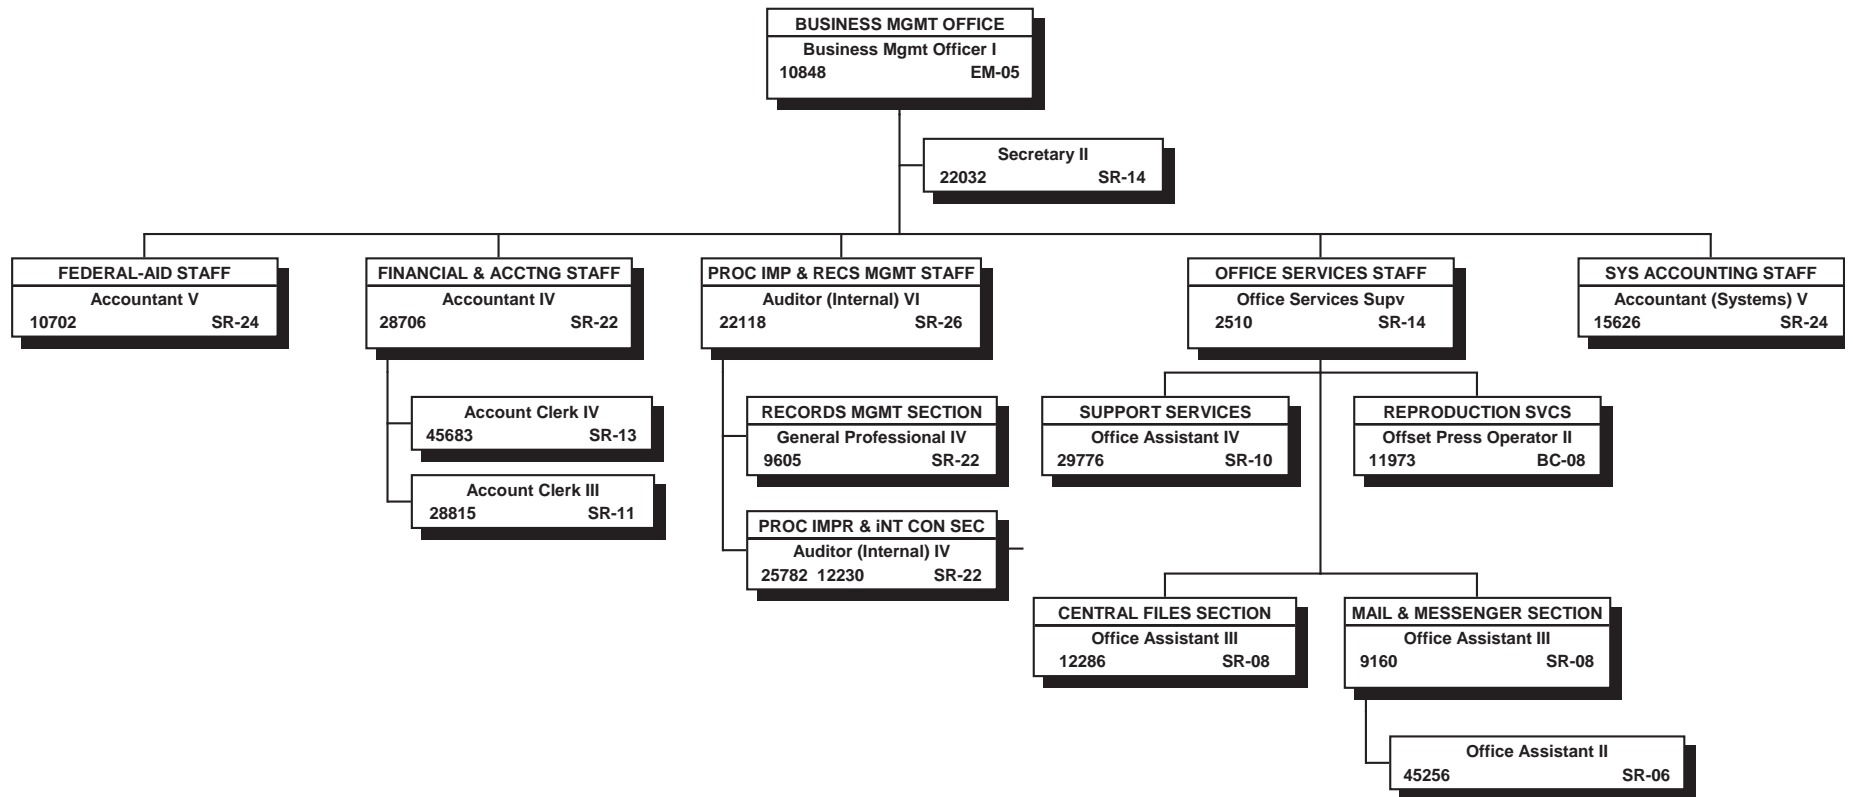 BUSINESS MGMT OFFICE
Business Mgmt Officer I
10848 EM-05
Secretary II
22032 SR-14
FEDERAL-AID STAFF
Accountant V
10702 SR-24
FINANCIAL & ACCTNG STAFF
Accountant IV
28706 SR-22
Account Clerk IV
45683 SR-13
Account Clerk III
28815 SR-11
PROC IMP & RECS MGMT STAFF
Auditor (Internal) VI
22118 SR-26
RECORDS MGMT SECTION
General Professional IV
9605 SR-22
PROC IMPR & iNT CON SEC
Auditor (Internal) IV
25782 12230 SR-22
OFFICE SERVICES STAFF
Office Services Supv
2510 SR-14
SUPPORT SERVICES
Office Assistant IV
29776 SR-10
REPRODUCTION SVCS
Offset Press Operator II
11973 BC-08
CENTRAL FILES SECTION
Office Assistant III
12286 SR-08
MAIL & MESSENGER SECTION
Office Assistant III
9160 SR-08
Office Assistant II
45256 SR-06
SYS ACCOUNTING STAFF
Accountant (Systems) V
15626 SR-24